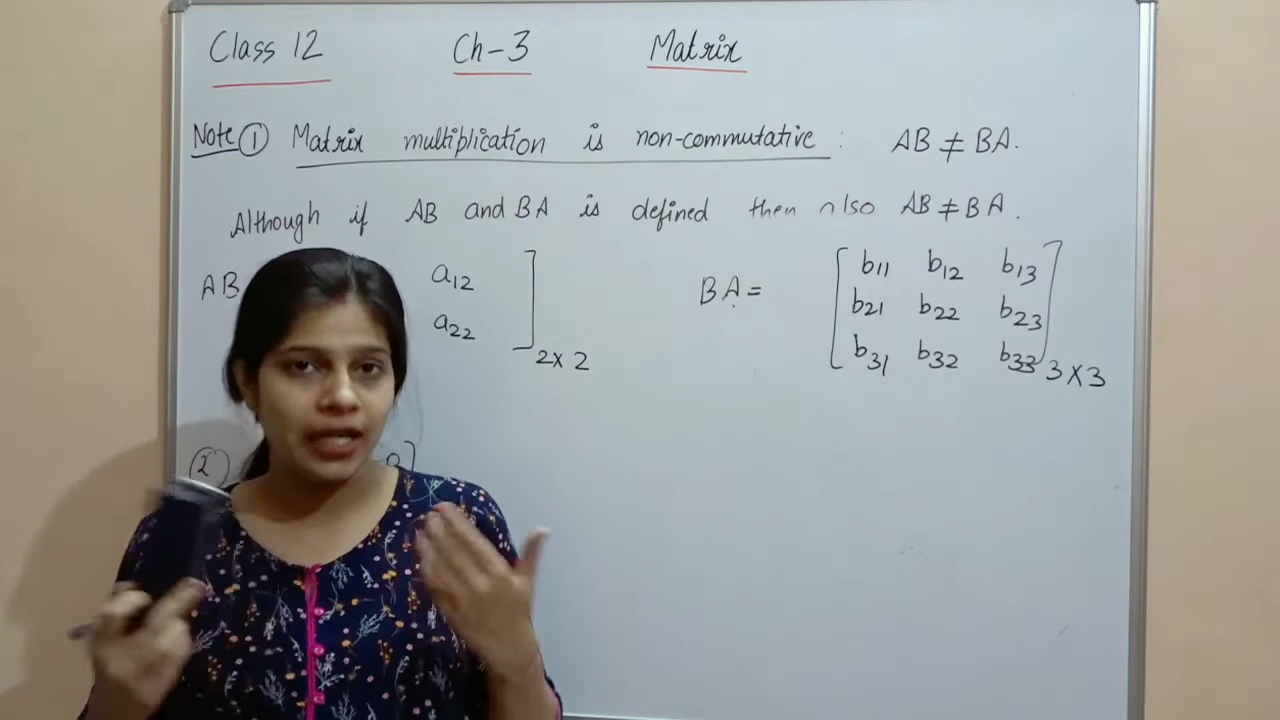 Class 12 Ch-3 Matrix
Note ① Matrix multiplication is non-commutative : AB ≠ BA.
Although if AB and BA is defined then also AB ≠ BA.
AB
a12
a22
2x2
BA =
b11 b12 b13
b21 b22 b23
b31 b32 b33
3x3
②